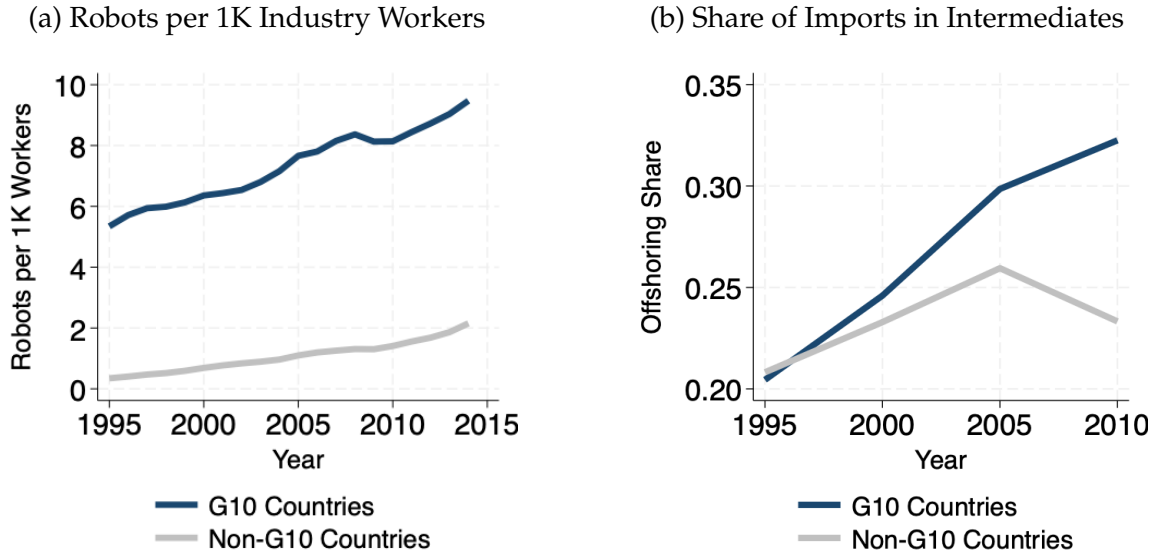 (a) Robots per 1K Industry Workers
Robots per 1K Workers
10
8
6
4
2
0
1995 2000 2005 2010 2015
Year
G10 Countries
Non-G10 Countries
(b) Share of Imports in Intermediates
Offshoring Share
0.35
0.30
0.25
0.20
1995 2000 2005 2010
Year
G10 Countries
Non-G10 Countries